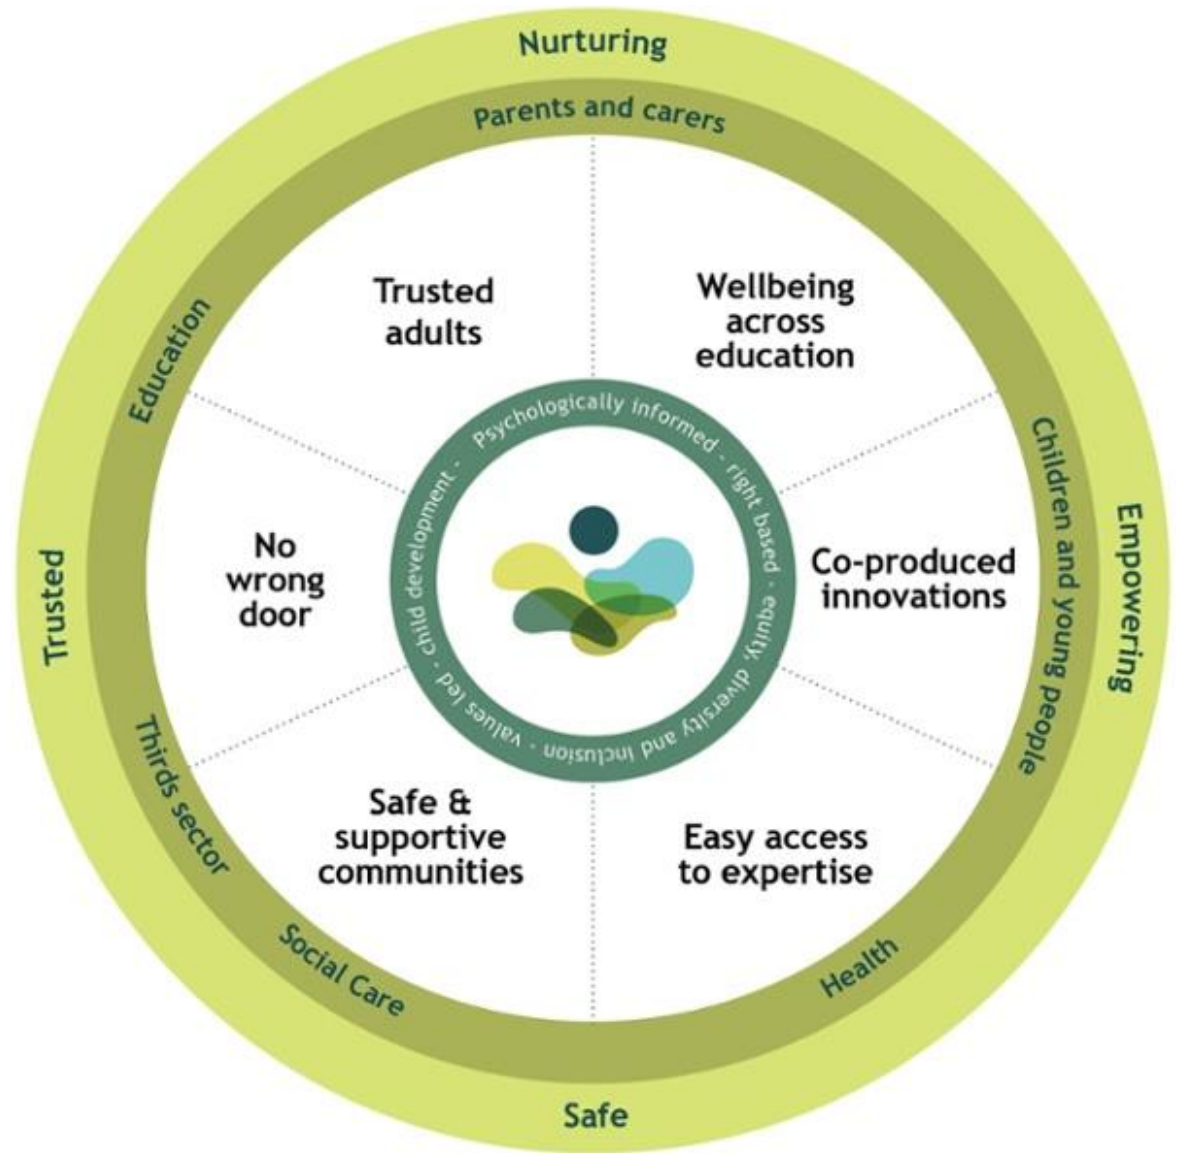 Nurturing
Parents and carers
Trusted
adults
Wellbeing
across
education
Education
Psychologically informed - right based - equity, diversity and inclusion - values led - child development -
Children and young people
Empowering
Trusted
No
wrong
door
Co-produced
innovations
Thirds sector
Safe &
supportive
communities
Easy access
to expertise
Social Care
Health
Safe